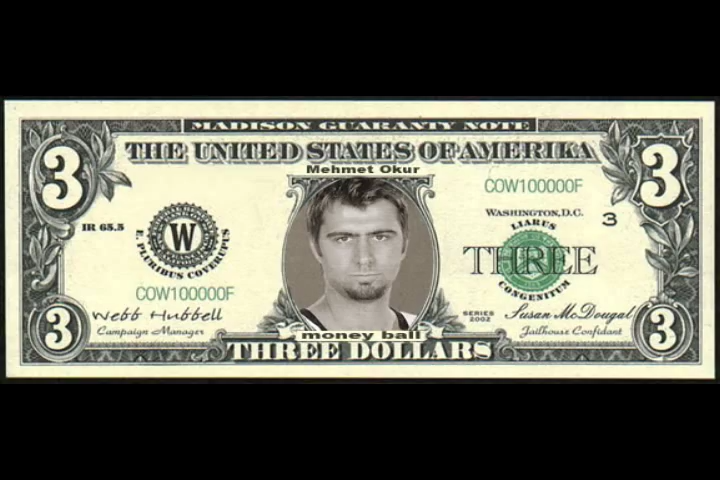 MADISON GUARANTY NOTE
THE UNITED STATES OF AMERIKA
Mehmet Okur
3
3
COW100000F
WASHINGTON, D.C.
3
LIARUS
IR 65.5
W
E. PLURIBUS COVERUPUS
THREE
CONGENITUM
COW100000F
Webb Hubbell
Campaign Manager
SERIES
2002
Susan McDougal
Jailhouse Confidant
3
3
money ball
THREE DOLLARS